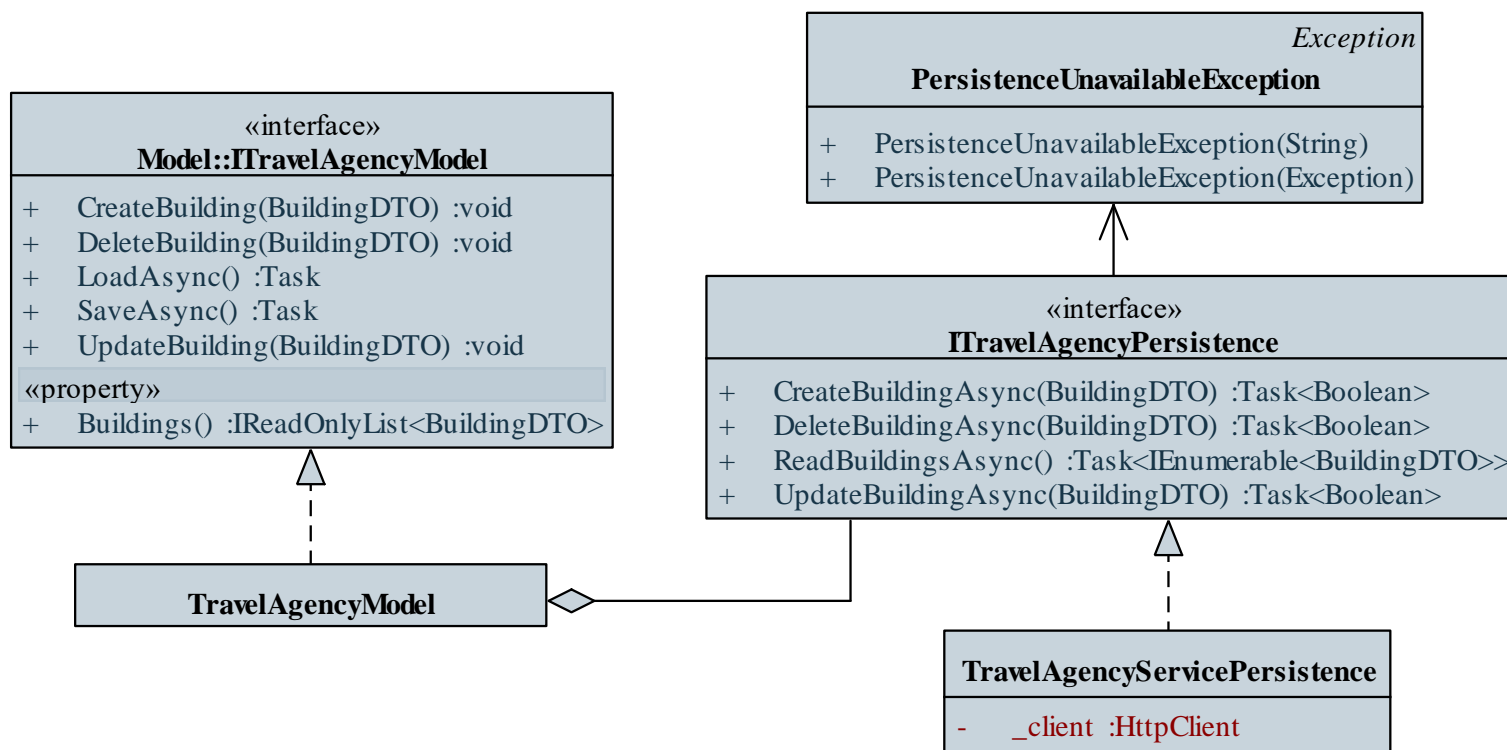 Exception
PersistenceUnavailableException
+ PersistenceUnavailableException(String)
+ PersistenceUnavailableException(Exception)
«interface»
Model::ITravelAgencyModel
+ CreateBuilding(BuildingDTO) :void
+ DeleteBuilding(BuildingDTO) :void
+ LoadAsync() :Task
+ SaveAsync() :Task
+ UpdateBuilding(BuildingDTO) :void
«property»
+ Buildings() :IReadOnlyList<BuildingDTO>
«interface»
ITravelAgencyPersistence
+ CreateBuildingAsync(BuildingDTO) :Task<Boolean>
+ DeleteBuildingAsync(BuildingDTO) :Task<Boolean>
+ ReadBuildingsAsync() :Task<IEnumerable<BuildingDTO>>
+ UpdateBuildingAsync(BuildingDTO) :Task<Boolean>
TravelAgencyModel
TravelAgencyServicePersistence
- _client :HttpClient